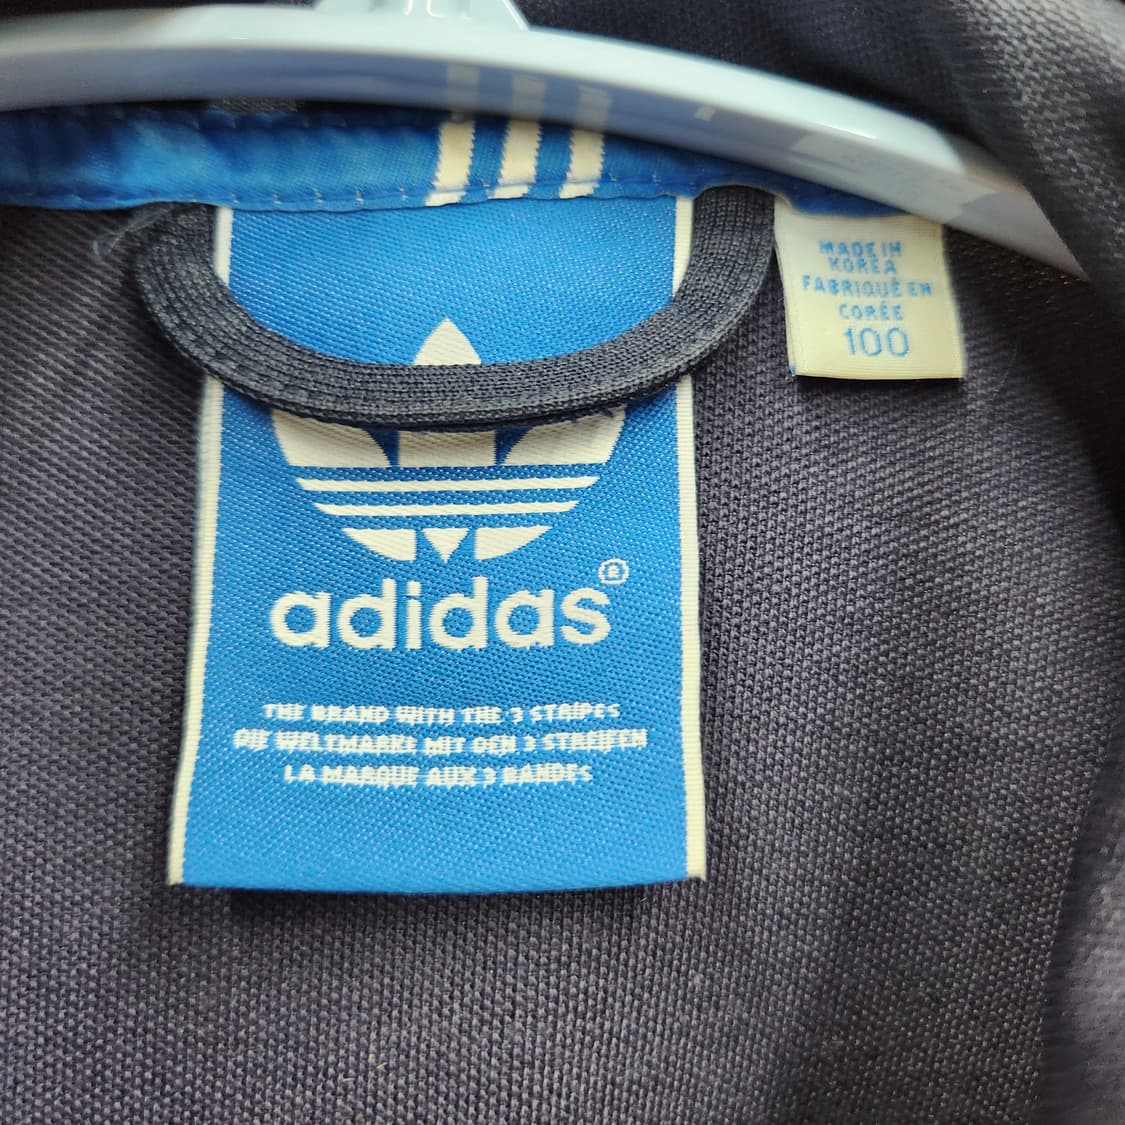 MADE IN
KOREA
FABRIQUÉ EN
CORÉE
100
adidas®
THE BRAND WITH THE 3 STRIPES
DIE WELTMARKE MIT DEN 3 STREIFEN
LA MARQUE AUX 3 BANDES